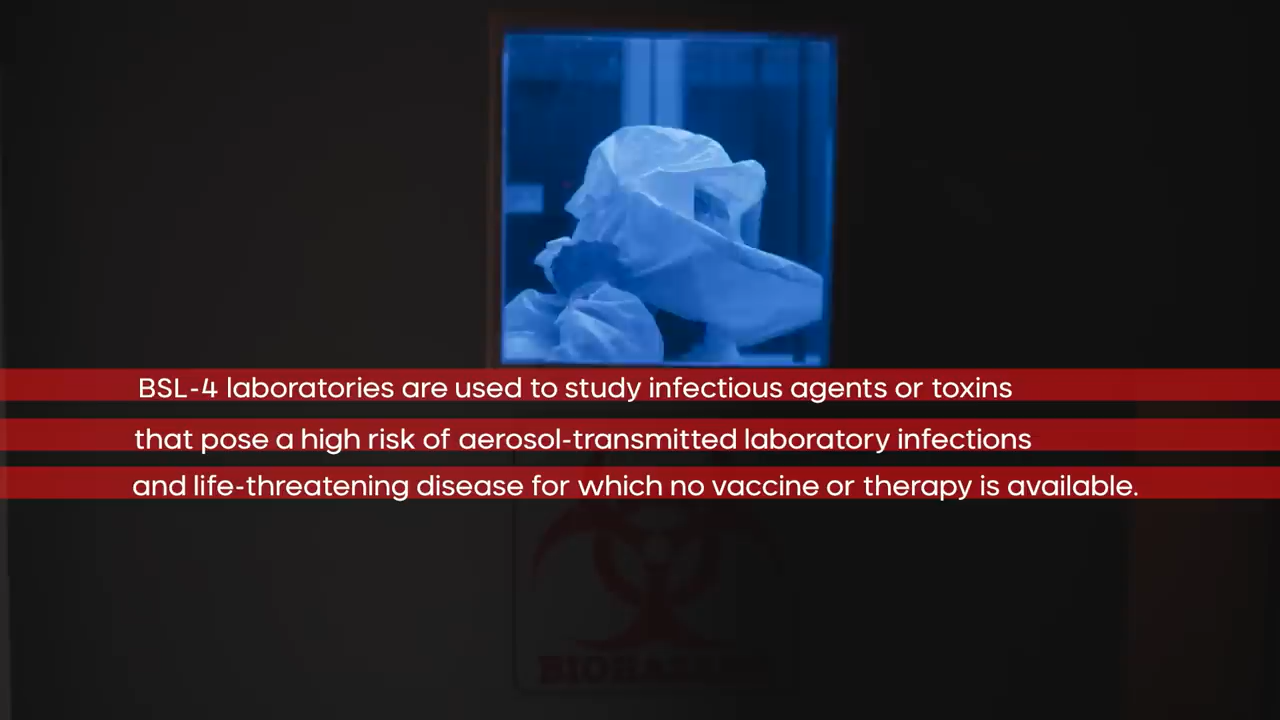 BSL-4 laboratories are used to study infectious agents or toxins
that pose a high risk of aerosol-transmitted laboratory infections
and life-threatening disease for which no vaccine or therapy is available.